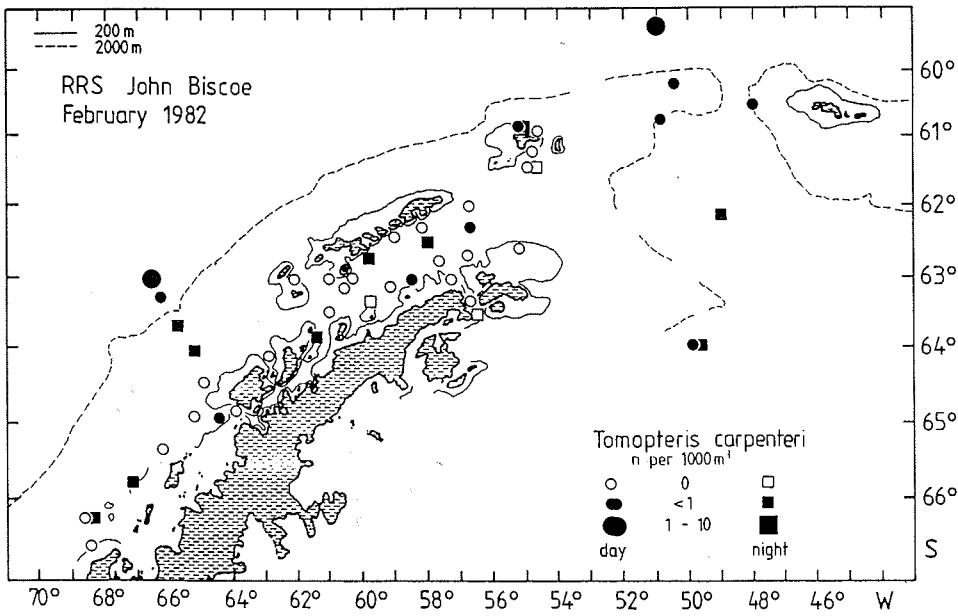 200 m
2000 m
RRS John Biscoe
February 1982
60°
61°
62°
63°
64°
65°
66°
S
Tomopteris carpenteri
n per 1000 m³
0
<1
1 - 10
day night
70° 68° 66° 64° 62° 60° 58° 56° 54° 52° 50° 48° 46° W